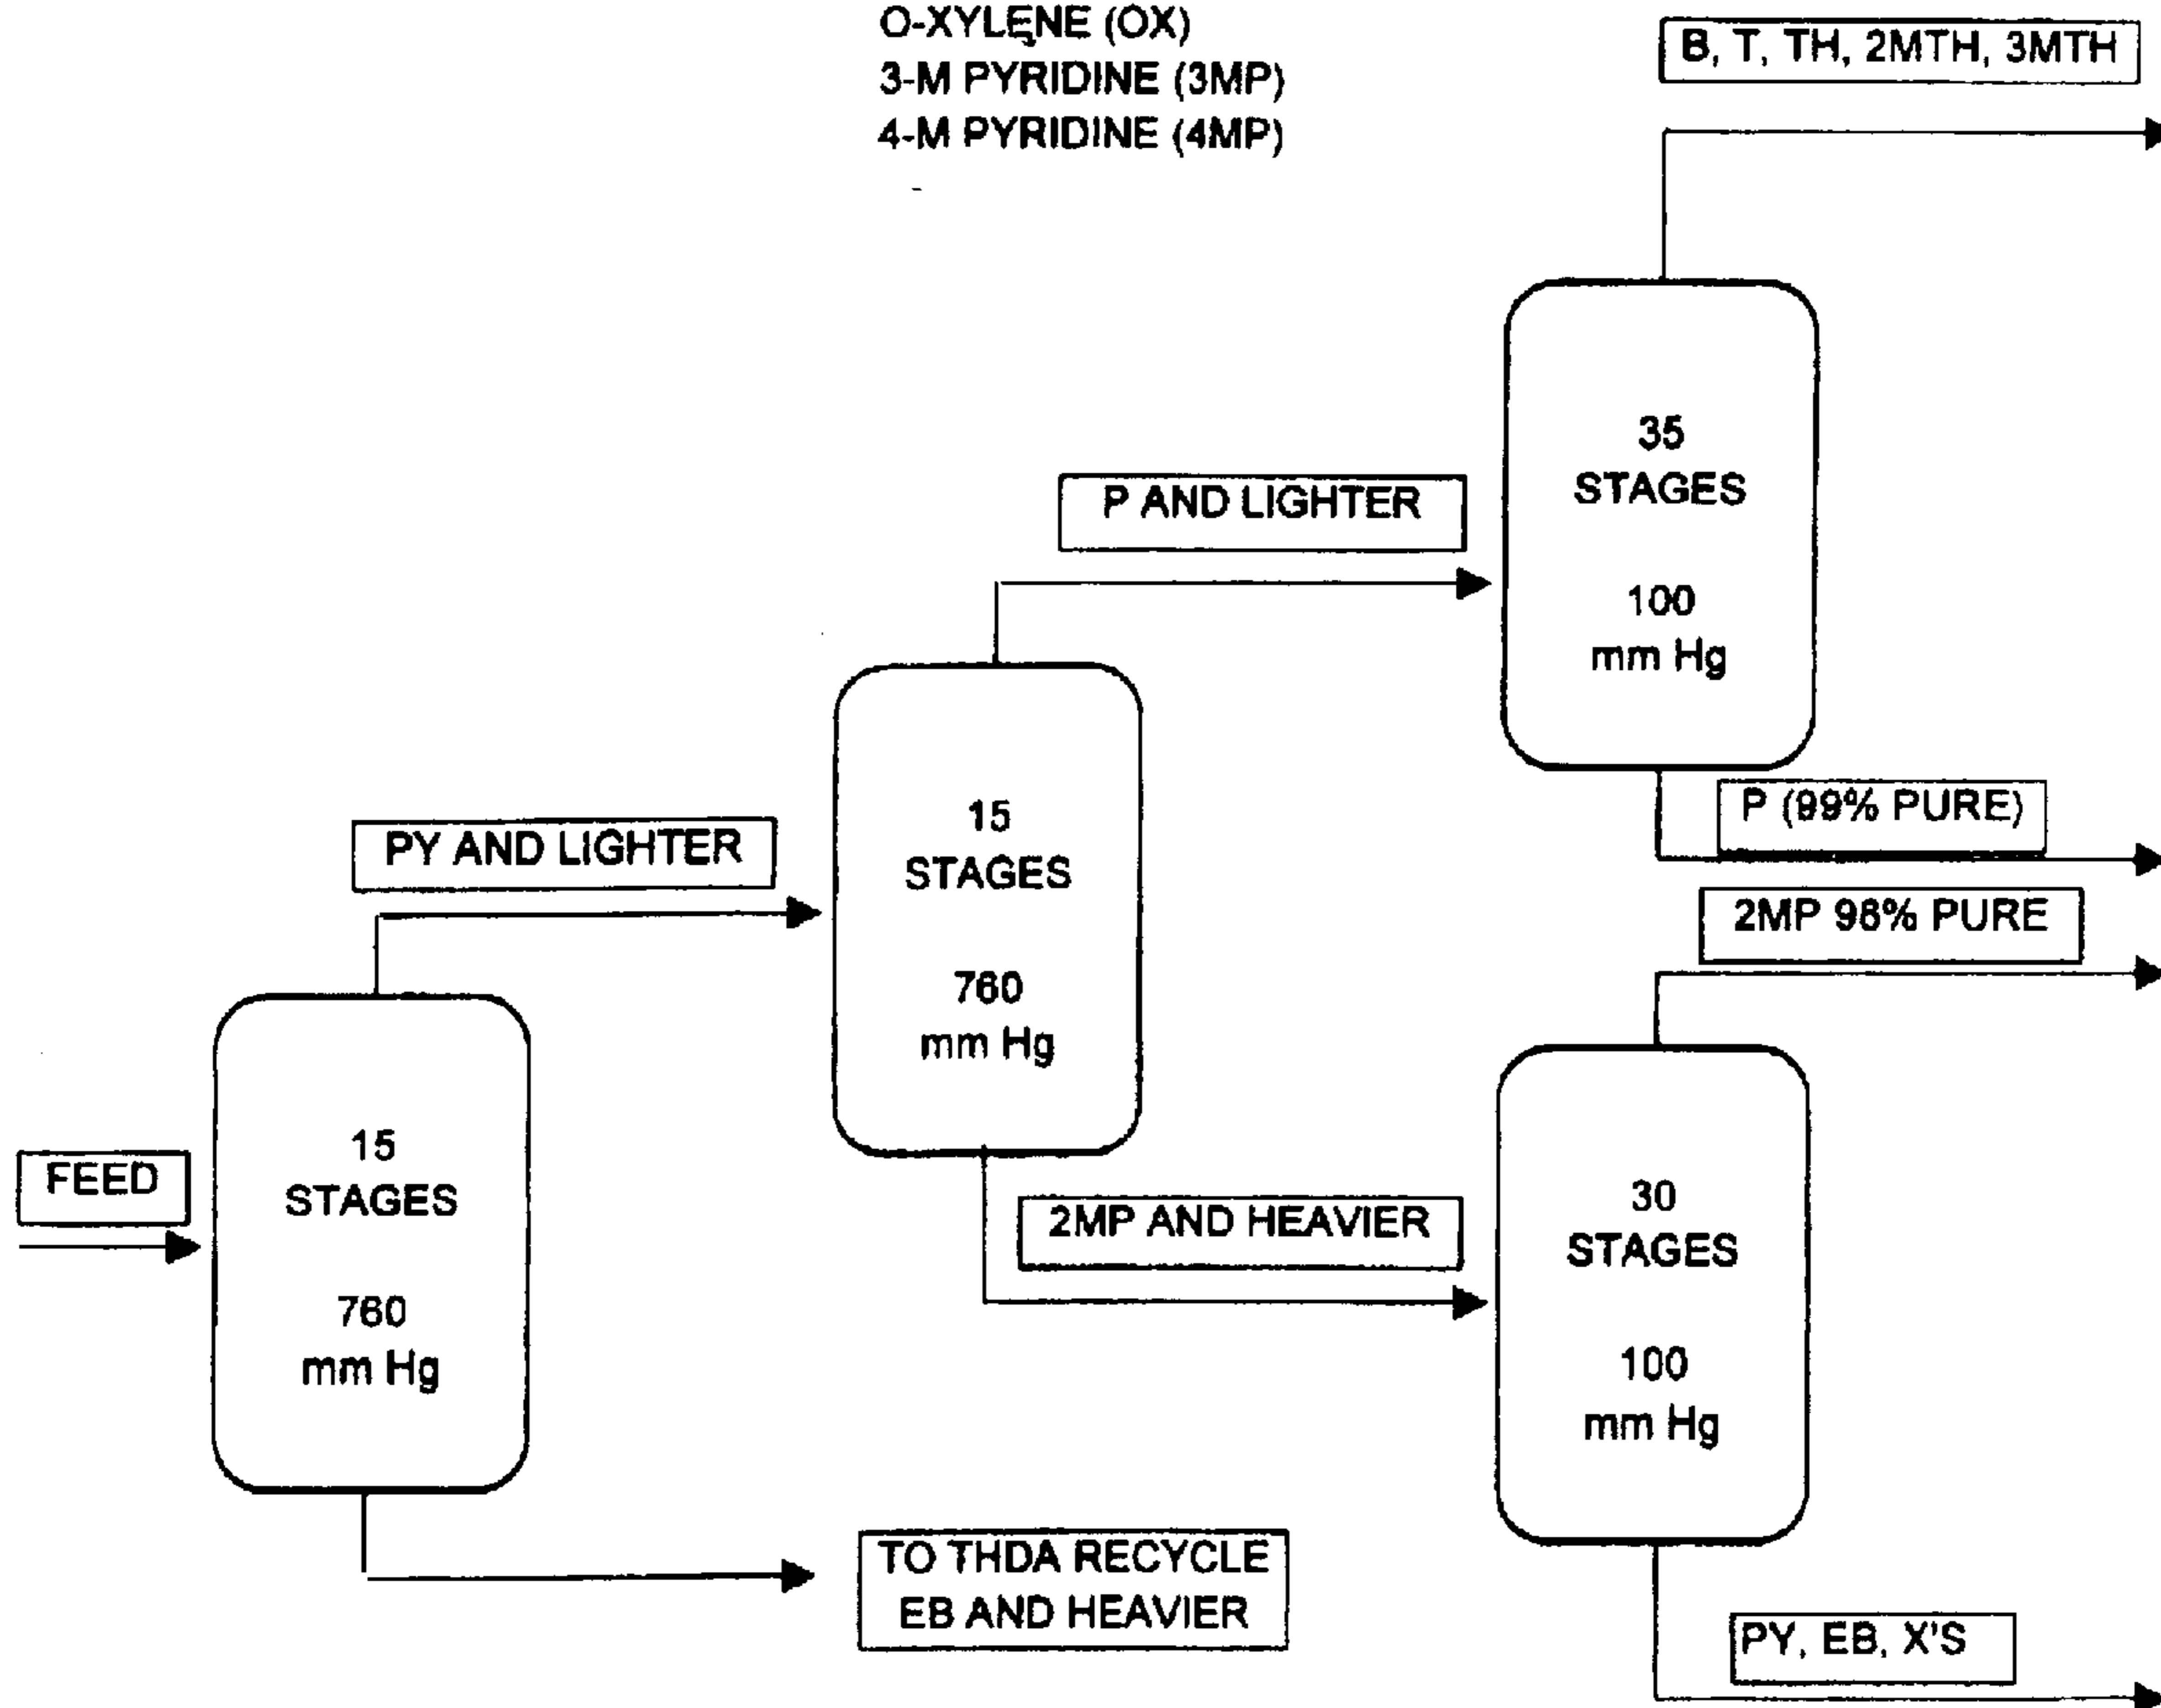 O-XYLENE (OX)
3-M PYRIDINE (3MP)
4-M PYRIDINE (4MP)
B, T, TH, 2MTH, 3MTH
35
STAGES
100
mm Hg
P AND LIGHTER
P (99% PURE)
2MP 98% PURE
PY AND LIGHTER
15
STAGES
760
mm Hg
FEED
15
STAGES
760
mm Hg
2MP AND HEAVIER
30
STAGES
100
mm Hg
TO THDA RECYCLE
EB AND HEAVIER
PY, EB, X'S